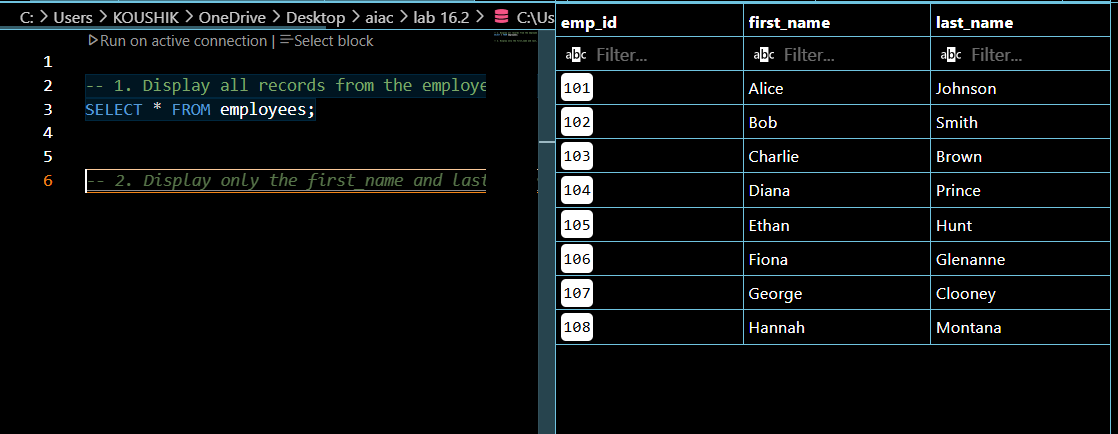 C: > Users > KOUSHIK > OneDrive > Desktop > aiac > lab 16.2 > C:\Us
Run on active connection | Select block
1
2 -- 1. Display all records from the employe
3 SELECT * FROM employees;
4
5
6 -- 2. Display only the first_name and last
emp_id first_name last_name
abc Filter... abc Filter... abc Filter...
101 Alice Johnson
102 Bob Smith
103 Charlie Brown
104 Diana Prince
105 Ethan Hunt
106 Fiona Glenanne
107 George Clooney
108 Hannah Montana